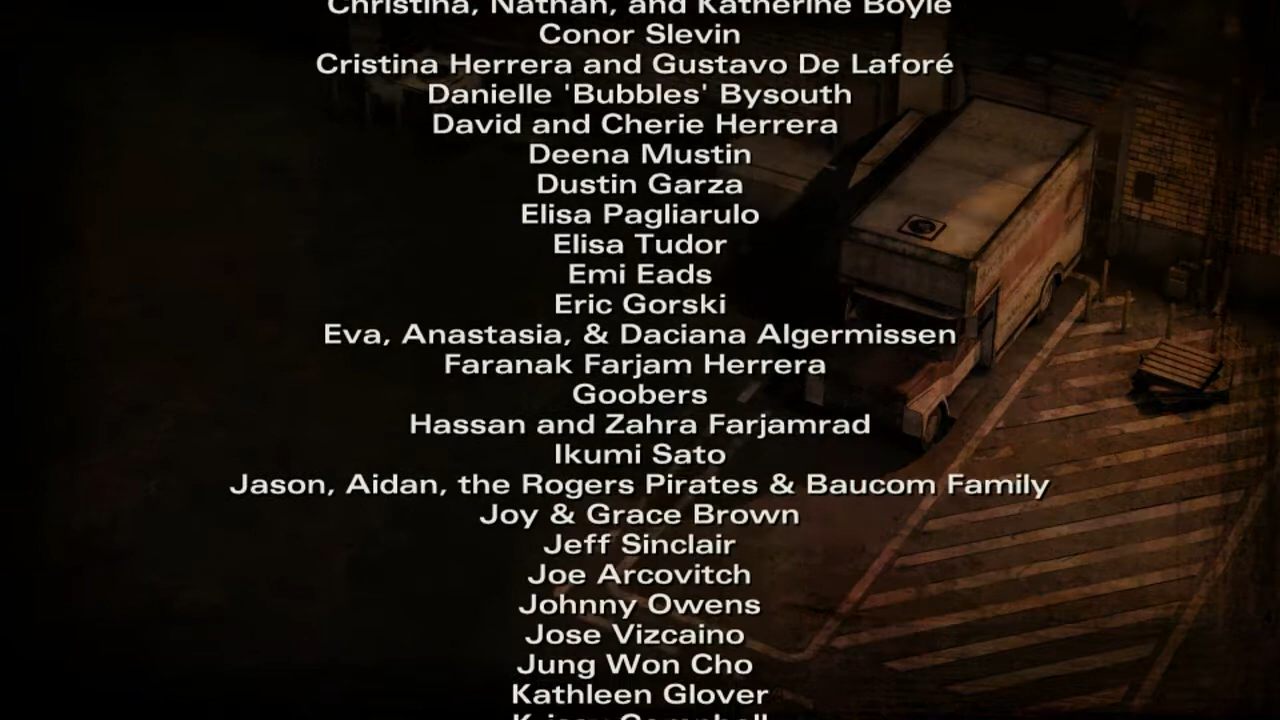 Christina, Nathan, and Katherine Boyle
Conor Slevin
Cristina Herrera and Gustavo De Laforé
Danielle 'Bubbles' Bysouth
David and Cherie Herrera
Deena Mustin
Dustin Garza
Elisa Pagliarulo
Elisa Tudor
Emi Eads
Eric Gorski
Eva, Anastasia, & Daciana Algermissen
Faranak Farjam Herrera
Goobers
Hassan and Zahra Farjamrad
Ikumi Sato
Jason, Aidan, the Rogers Pirates & Baucom Family
Joy & Grace Brown
Jeff Sinclair
Joe Arcovitch
Johnny Owens
Jose Vizcaino
Jung Won Cho
Kathleen Glover